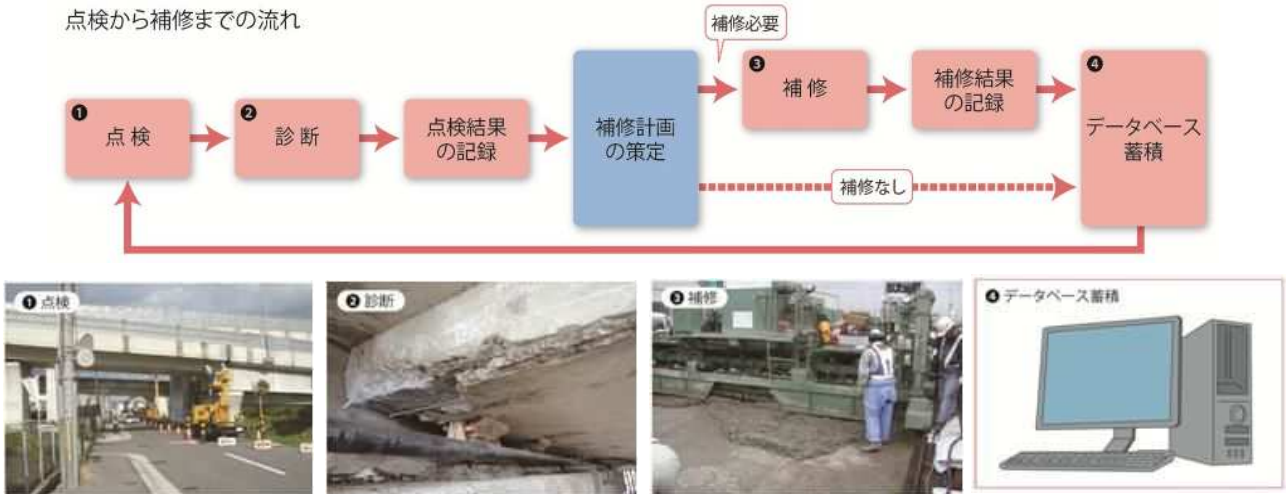 点検から補修までの流れ
❶
点検
❷
診断
点検結果
の記録
補修計画
の策定
補修必要
❸
補修
補修結果
の記録
❹
データベース
蓄積
補修なし
❶ 点検
❷ 診断
❸ 補修
❹ データベース蓄積